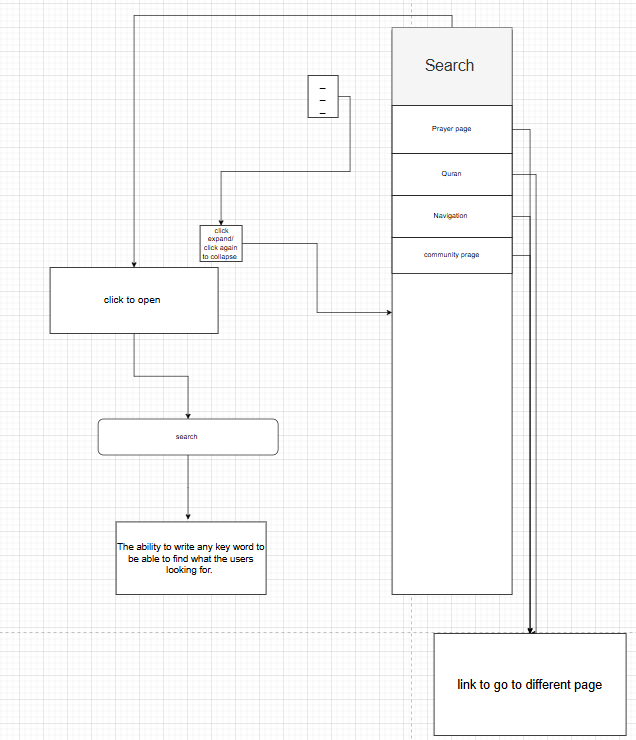 Search
–
–
–
Prayer page
Quran
Navigation
community prage
click
expand/
click again
to collapse
click to open
search
The ability to write any key word to
be able to find what the users
looking for.
link to go to different page